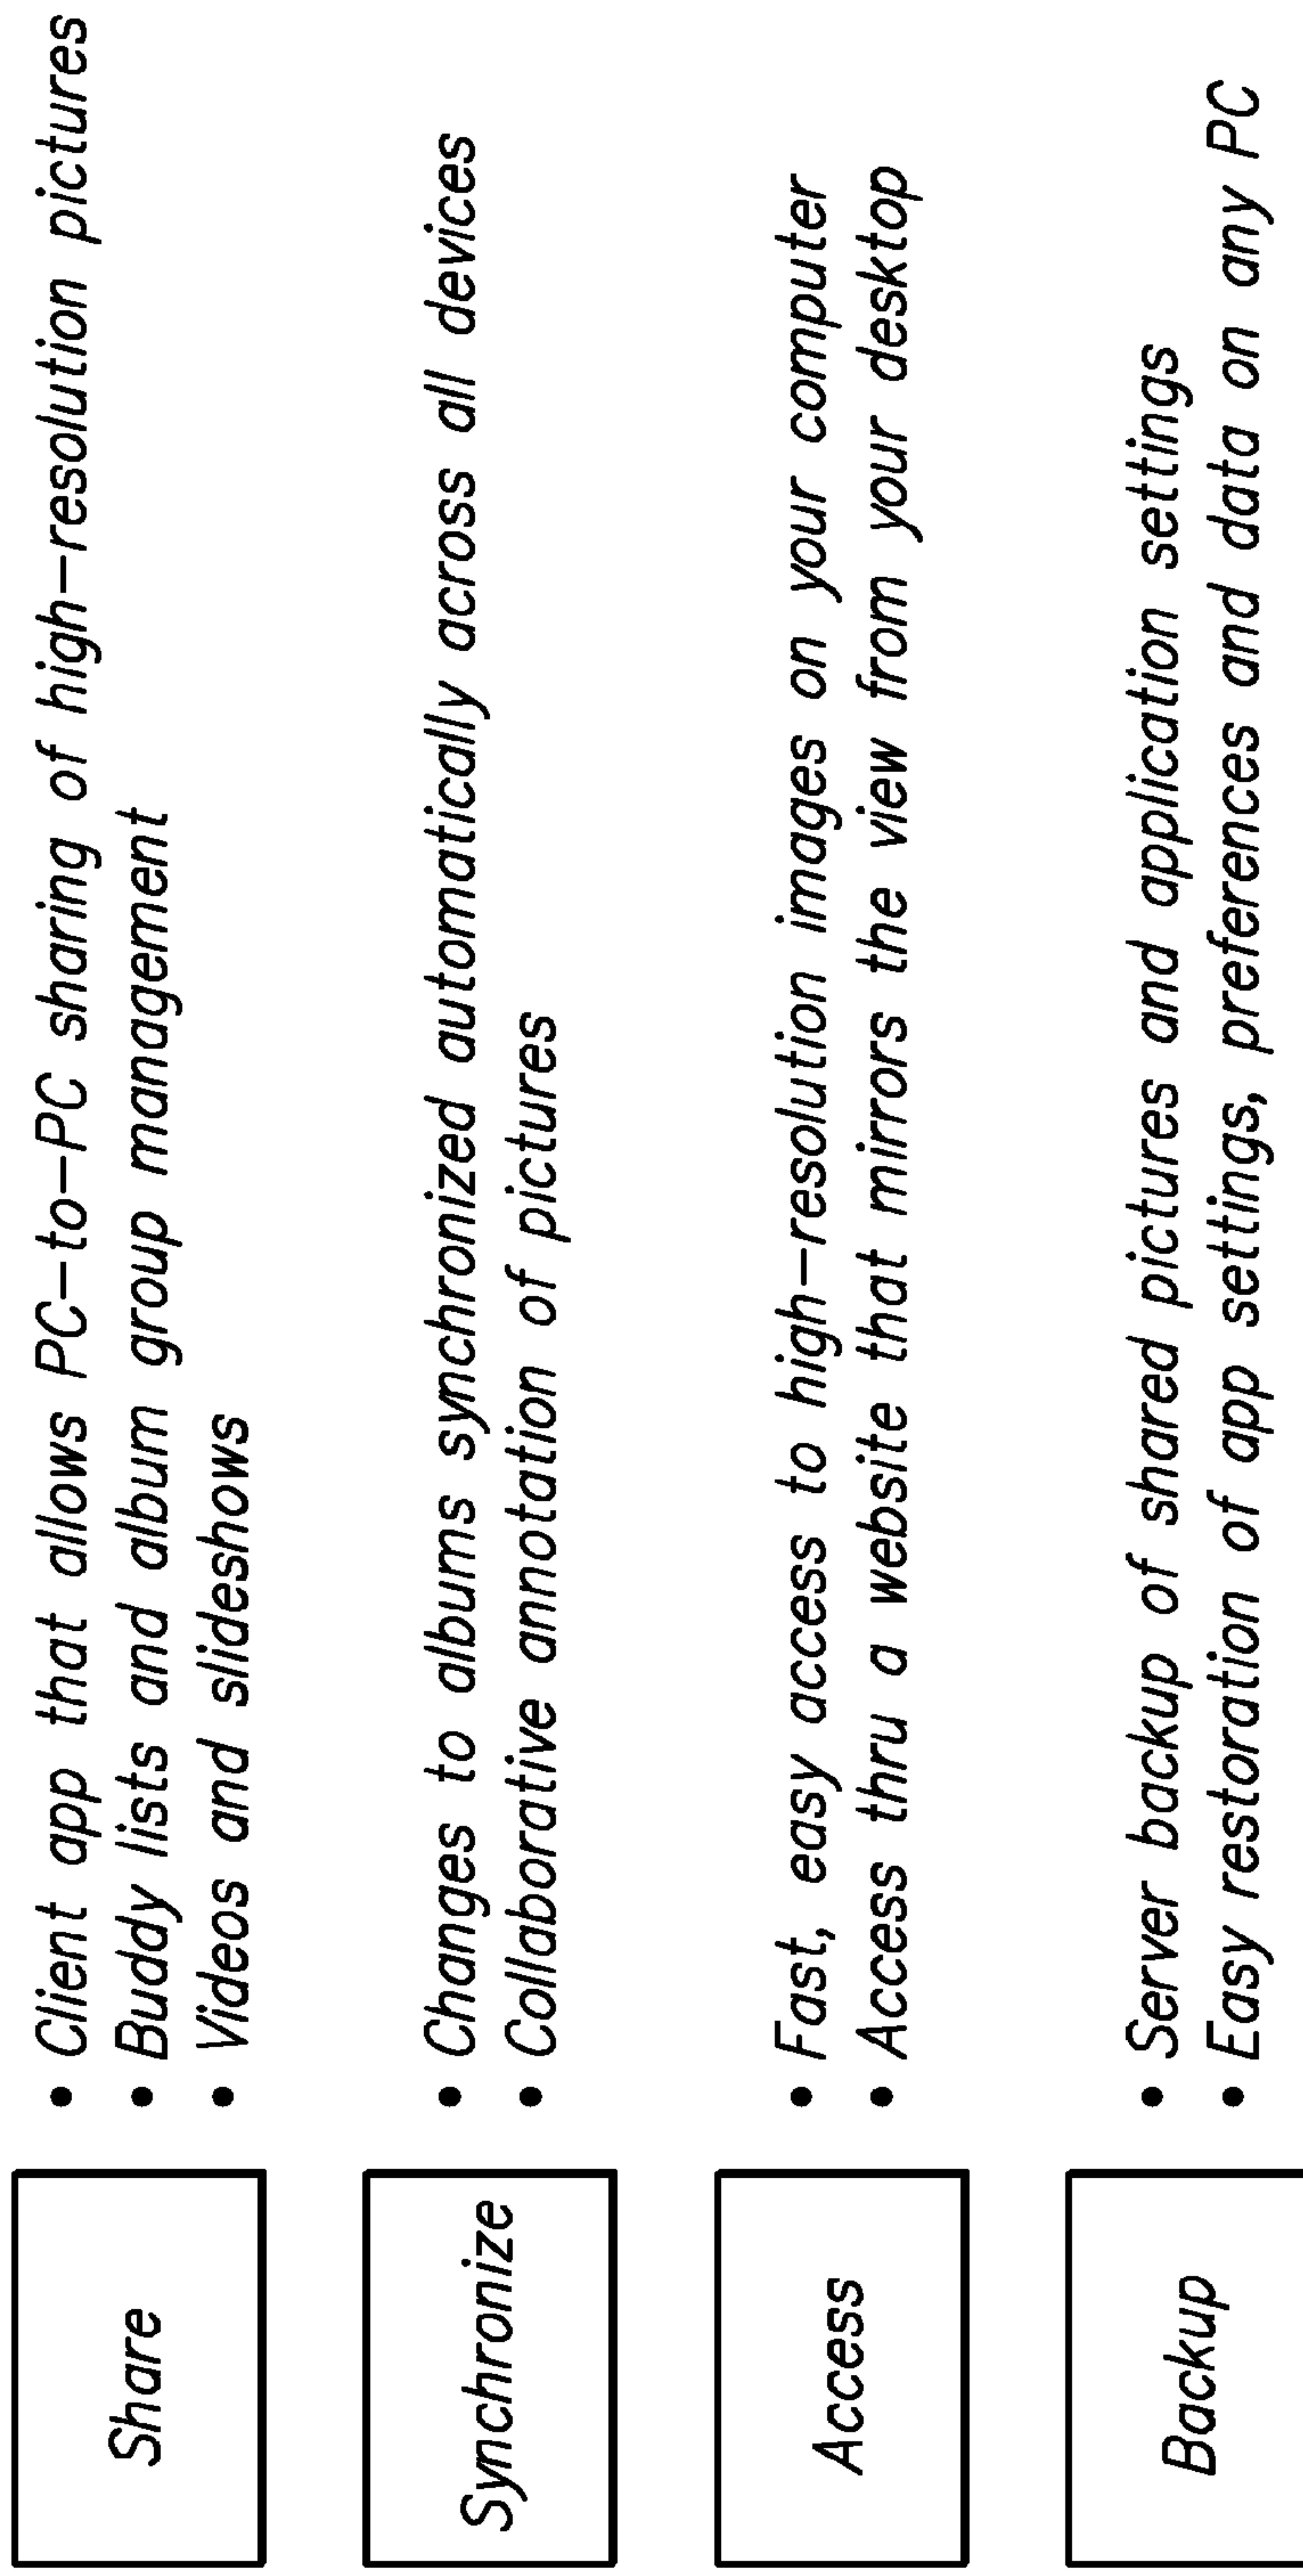 Share
• Client app that allows PC-to-PC sharing of high-resolution pictures
• Buddy lists and album group management
• Videos and slideshows
Synchronize
• Changes to albums synchronized automatically across all devices
• Collaborative annotation of pictures
Access
• Fast, easy access to high-resolution images on your computer
• Access thru a website that mirrors the view from your desktop
Backup
• Server backup of shared pictures and application settings
• Easy restoration of app settings, preferences and data on any PC